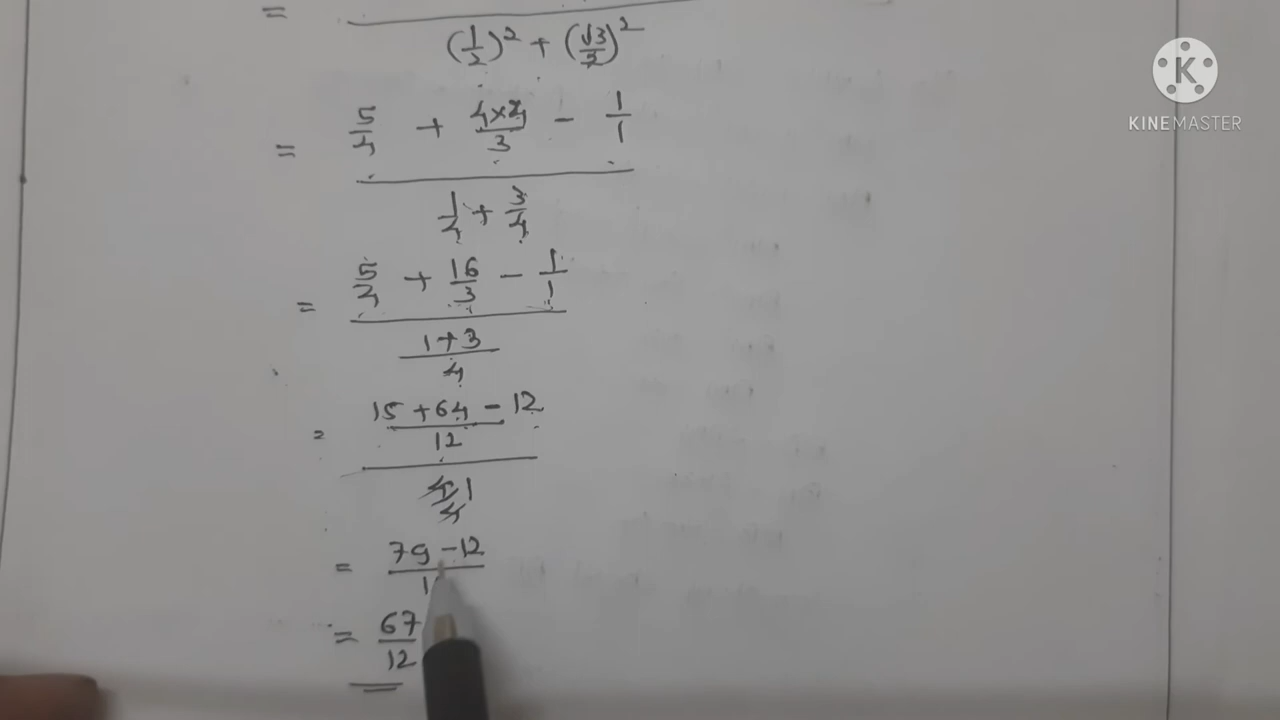 =
(1/2)² + (√3/2)²
= 5/4 + 4×4/3 - 1/1
1/4 + 3/4
= 5/4 + 16/3 - 1/1
1+3/4
= 15 + 64 - 12
12
4/4 1
= 79 - 12
= 67/12
K
KINEMASTER